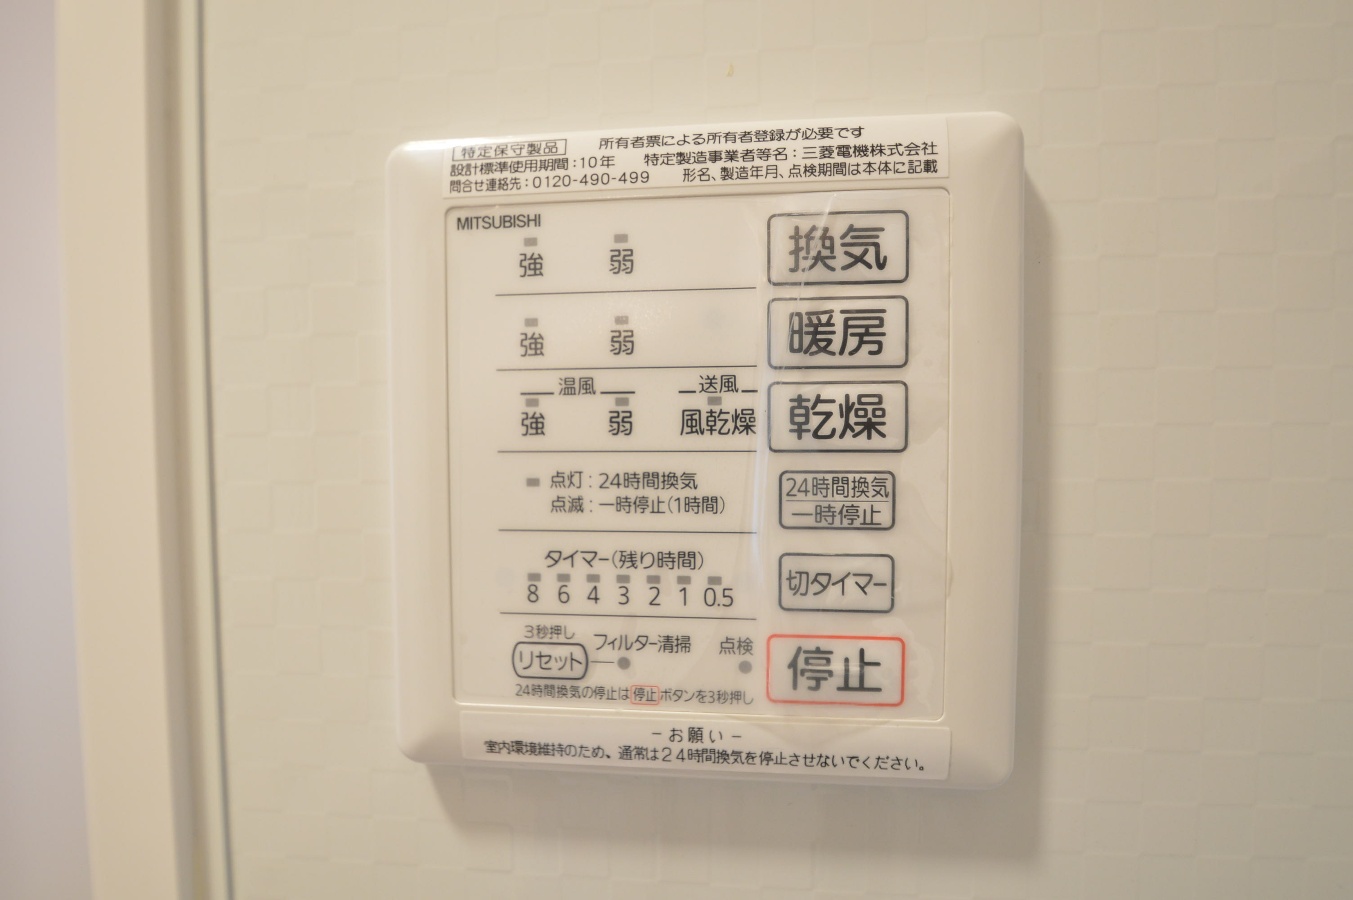 特定保守製品 所有者票による所有者登録が必要です
設計標準使用期間：10年 特定製造事業者等名：三菱電機株式会社
問合せ連絡先：0120-490-499 形名、製造年月、点検期間は本体に記載
MITSUBISHI
強 弱 換気
強 弱 暖房
温風 送風
強 弱 風乾燥 乾燥
点灯：24時間換気
点滅：一時停止(1時間)
24時間換気
一時停止
タイマー(残り時間)
8 6 4 3 2 1 0.5
切タイマー
3秒押し
リセット フィルター清掃 点検
停止
24時間換気の停止は停止ボタンを3秒押し
－お願い－
室内環境維持のため、通常は24時間換気を停止させないでください。